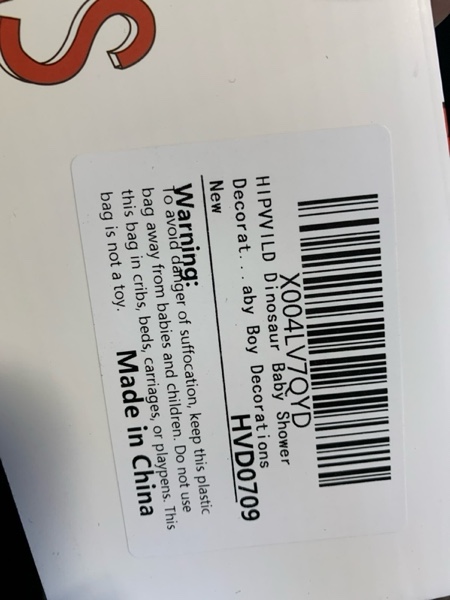 S
X004LV7QYD
HIPVVILD Dinosaur Baby Shower
Decorat...aby Boy Decorations
New
HVD0709
Warning:
To avoid danger of suffocation, keep this plastic
bag away from babies and children. Do not use
this bag in cribs, beds, carriages, or playpens. This
bag is not a toy.
Made in China